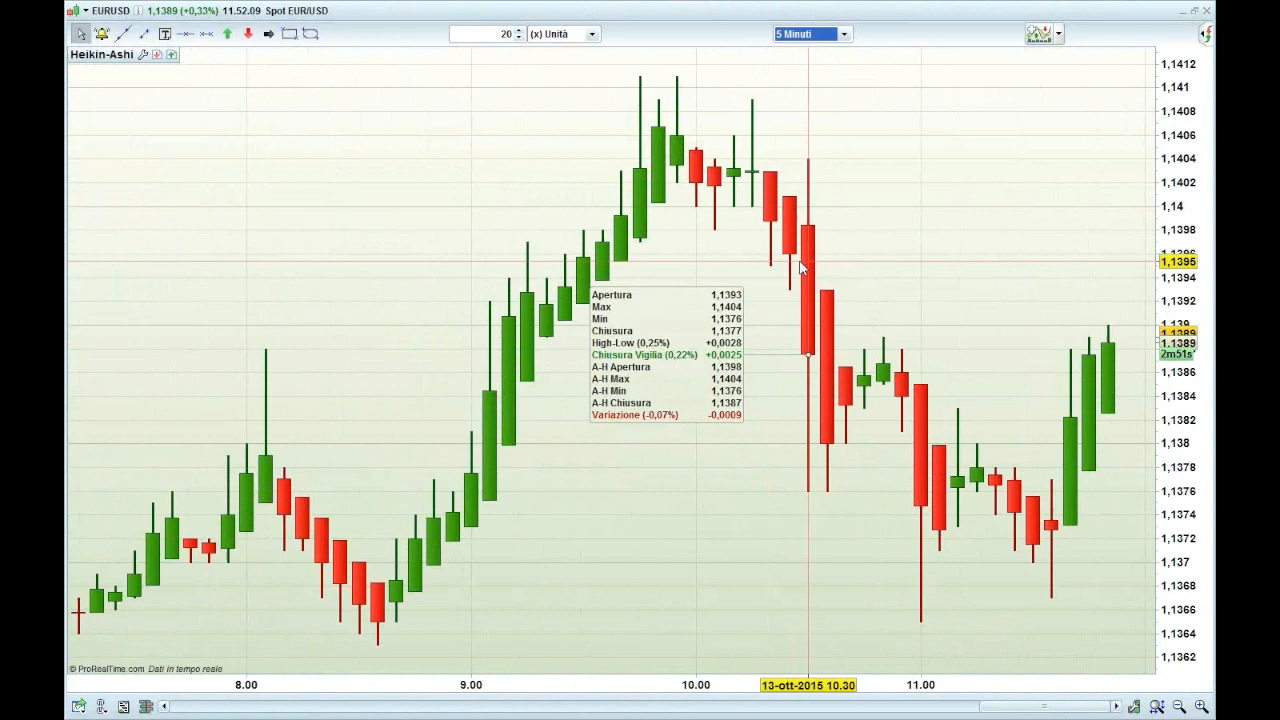 EURUSD 1,1389 (+0,33%) 11.52.09 Spot EUR/USD
20 (x) Unità 5 Minuti
Heikin-Ashi
1,1412
1,141
1,1408
1,1406
1,1404
1,1402
1,14
1,1398
1,1396
1,1395
1,1394
1,1392
1,139
1,1389
1,1389
2m51s
1,1386
1,1384
1,1382
1,138
1,1378
1,1376
1,1374
1,1372
1,137
1,1368
1,1366
1,1364
1,1362
Apertura 1,1393
Max 1,1404
Min 1,1376
Chiusura 1,1377
High-Low (0,25%) +0,0028
Chiusura Vigilia (0,22%) +0,0025
A-H Apertura 1,1398
A-H Max 1,1404
A-H Min 1,1376
A-H Chiusura 1,1387
Variazione (-0,07%) -0,0009
© ProRealTime.com Dati in tempo reale
8.00 9.00 10.00 13-ott-2015 10.30 11.00